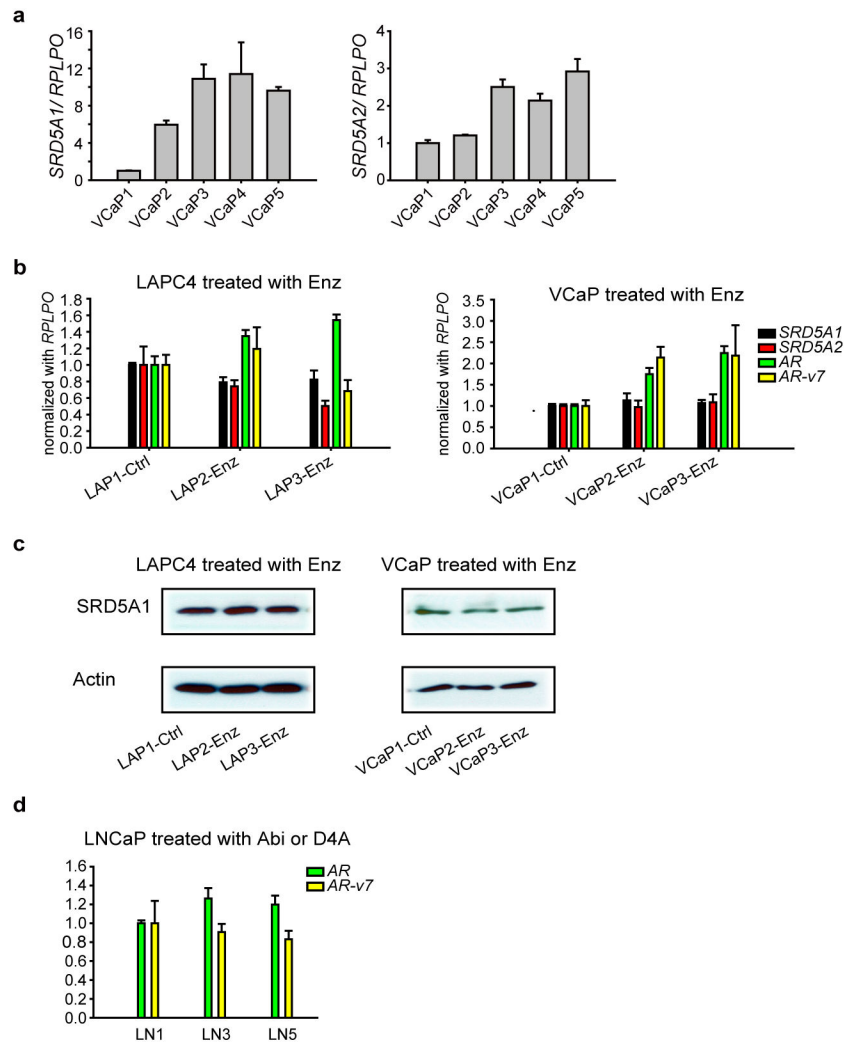 a
SRD5A1/ RPLPO
16
12
8
4
0
VCaP1
VCaP2
VCaP3
VCaP4
VCaP5
SRD5A2/ RPLPO
4
3
2
1
0
VCaP1
VCaP2
VCaP3
VCaP4
VCaP5
b
LAPC4 treated with Enz
normalized with RPLPO
1.8
1.6
1.4
1.2
1.0
0.8
0.6
0.4
0.2
0.0
LAP1-Ctrl
LAP2-Enz
LAP3-Enz
VCaP treated with Enz
normalized with RPLPO
3.5
3.0
2.5
2.0
1.5
1.0
0.5
0.0
VCaP1-Ctrl
VCaP2-Enz
VCaP3-Enz
SRD5A1
SRD5A2
AR
AR-v7
c
LAPC4 treated with Enz
VCaP treated with Enz
SRD5A1
Actin
LAP1-Ctrl
LAP2-Enz
LAP3-Enz
VCaP1-Ctrl
VCaP2-Enz
VCaP3-Enz
d
LNCaP treated with Abi or D4A
1.6
1.4
1.2
1.0
0.8
0.6
0.4
0.2
0.0
LN1
LN3
LN5
AR
AR-v7